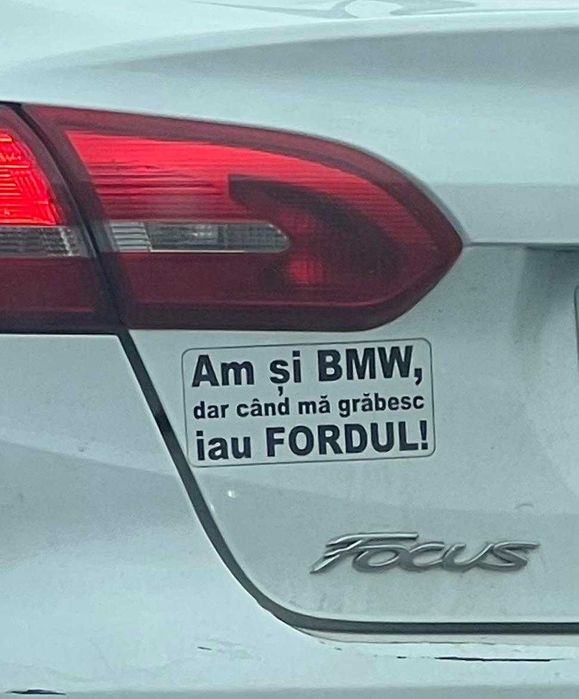 Am și BMW,
dar când mă grăbesc
iau FORDUL!
Focus